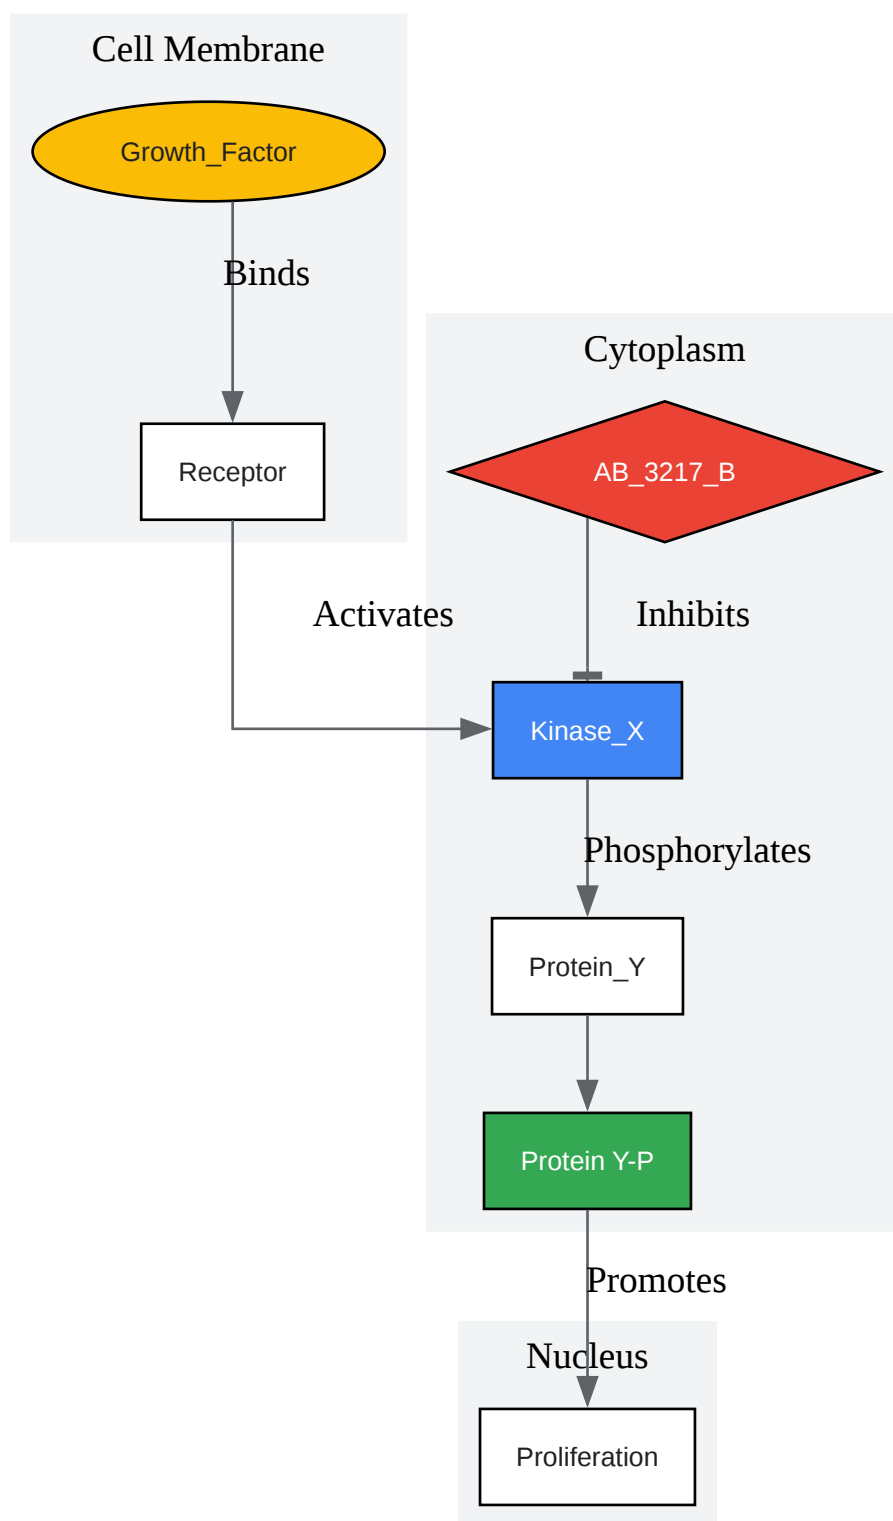 Cell Membrane
Growth_Factor
Binds
Receptor
Cytoplasm
AB_3217_B
Activates
Inhibits
Kinase_X
Phosphorylates
Protein_Y
Protein Y-P
Promotes
Nucleus
Proliferation